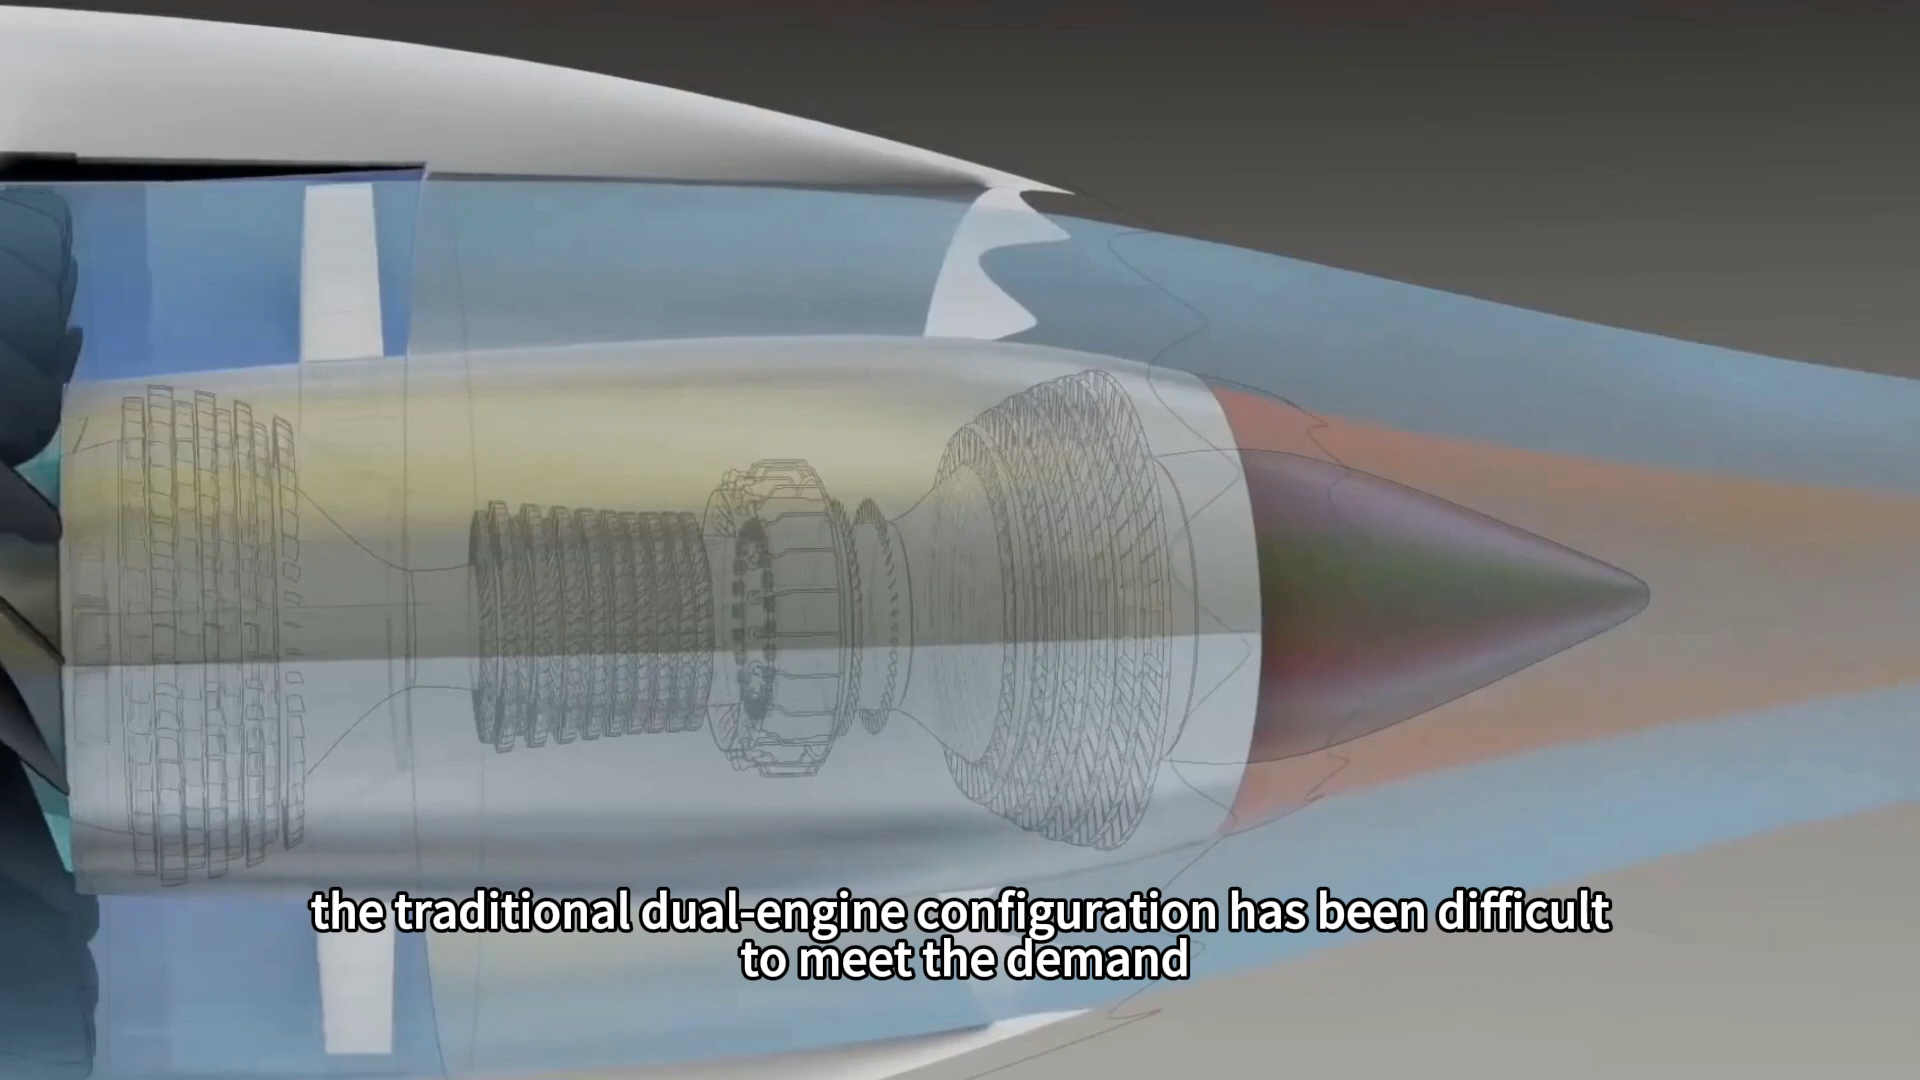 the traditional dual-engine configuration has been difficult
to meet the demand